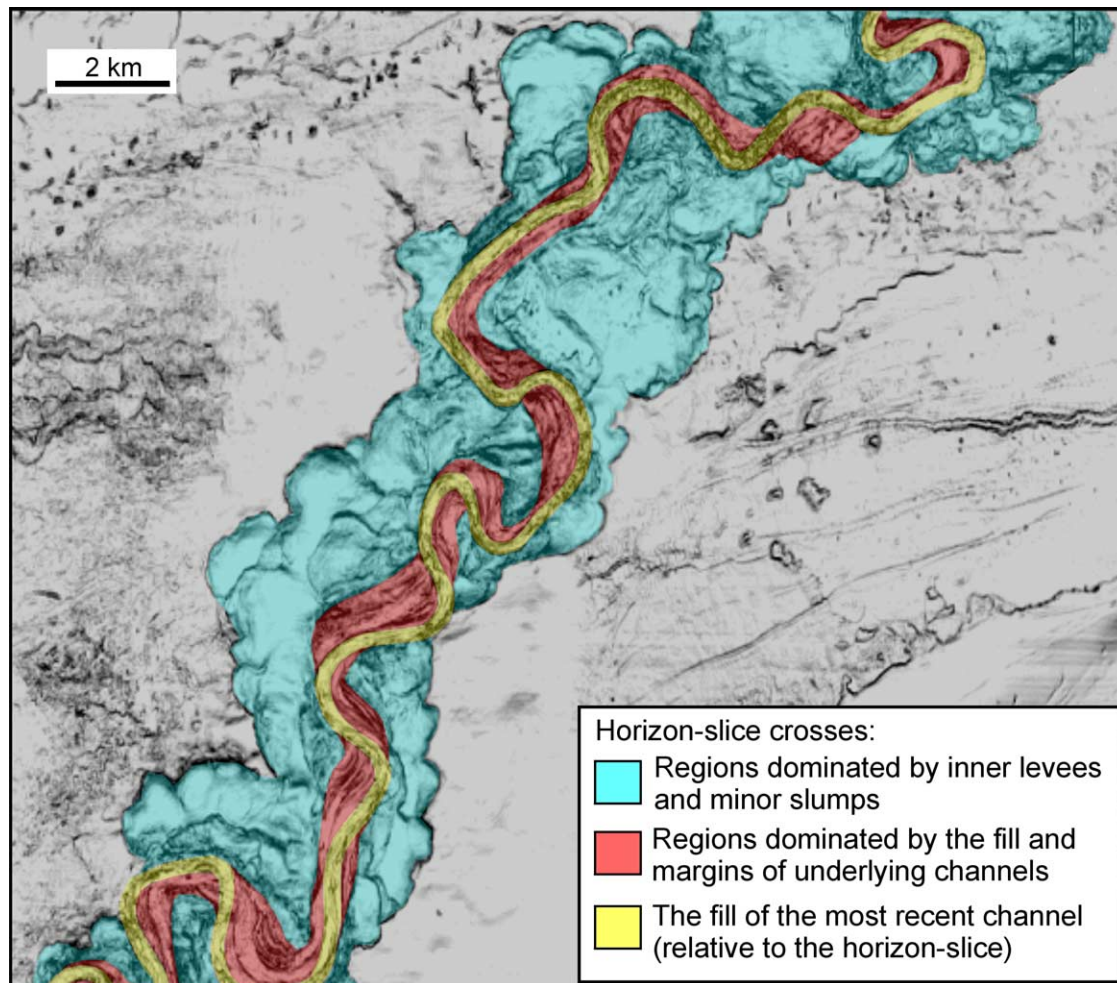 2 km
Horizon-slice crosses:
Regions dominated by inner levees
and minor slumps
Regions dominated by the fill and
margins of underlying channels
The fill of the most recent channel
(relative to the horizon-slice)